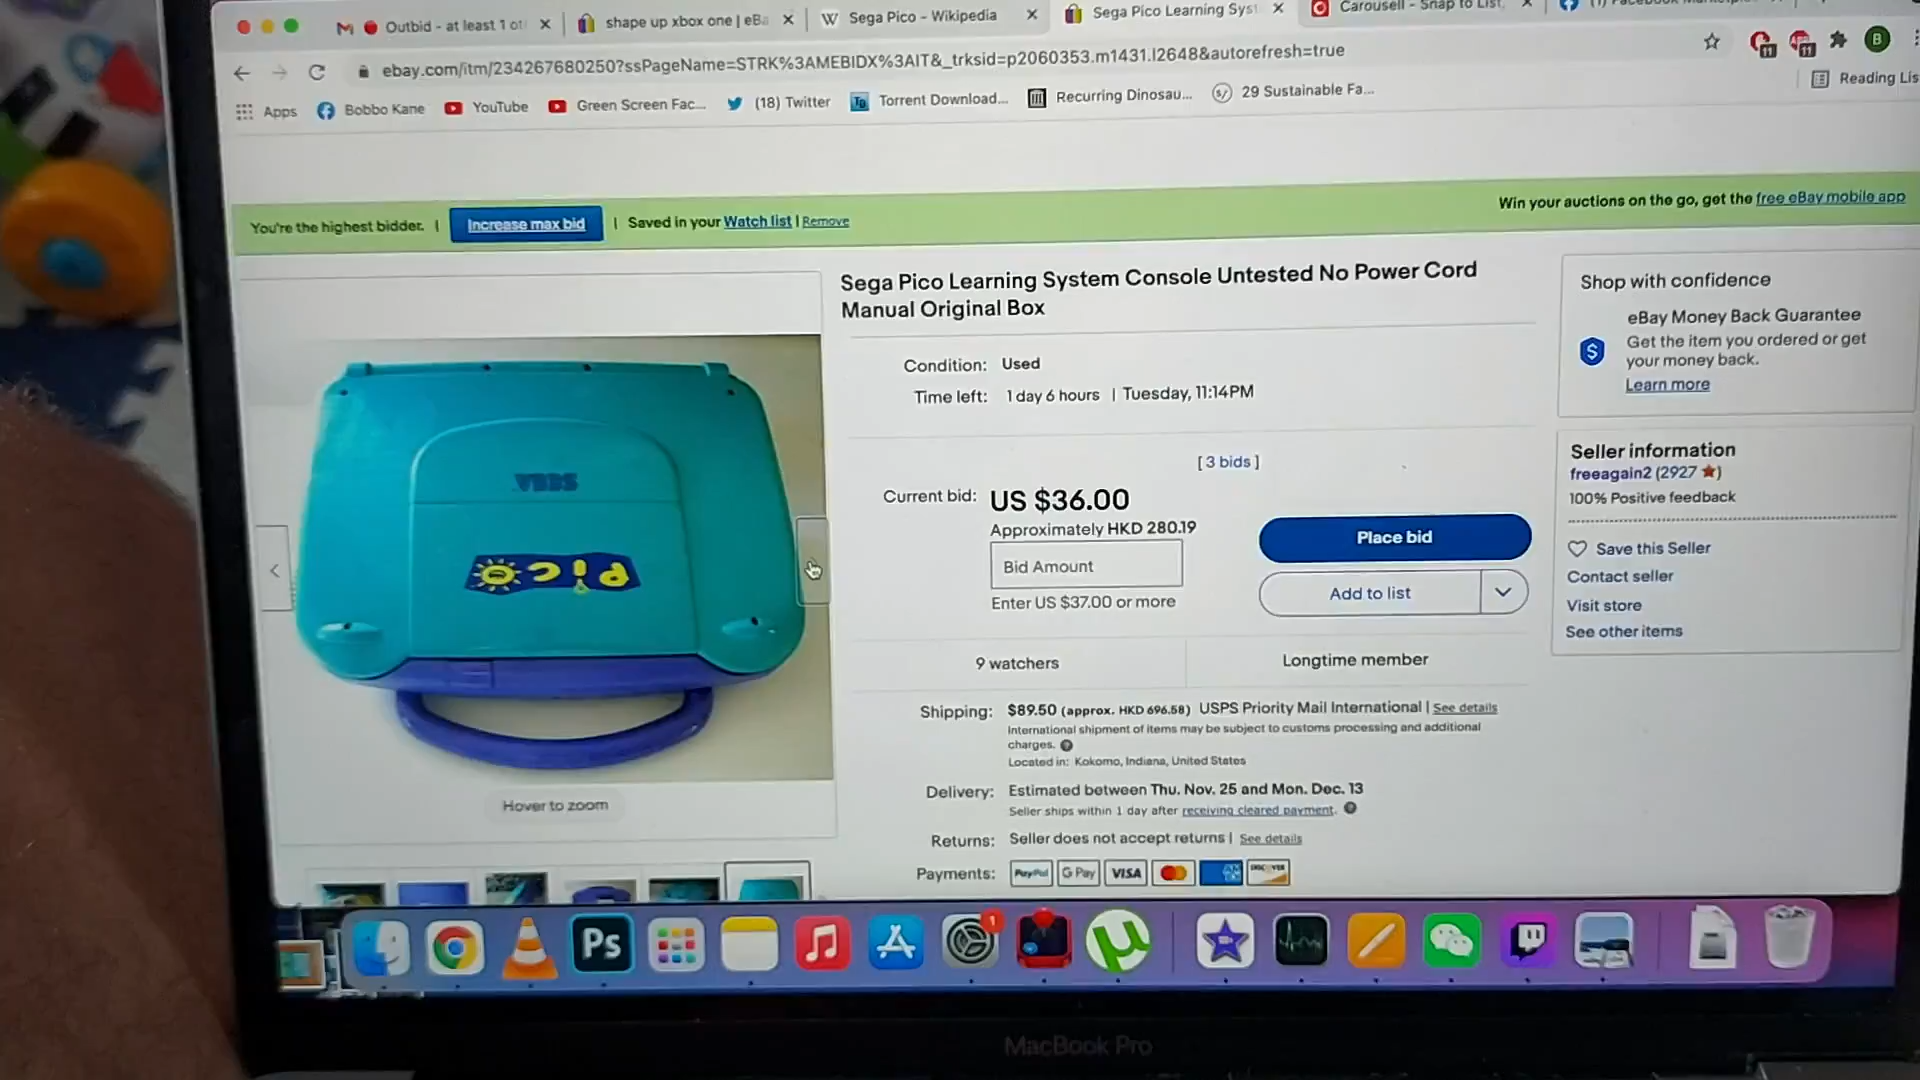 Outbid - at least 1 of
shape up xbox one | eBa
Sega Pico - Wikipedia
Sega Pico Learning Syst
Carousell - Snap to List,
ebay.com/itm/234267680250?ssPageName=STRK%3AMEBIDX%3AIT&_trksid=p2060353.m1431.l2648&autorefresh=true
11
11
B
Apps
Bobbo Kane
YouTube
Green Screen Fac...
(18) Twitter
Torrent Download...
Recurring Dinosau...
29 Sustainable Fa...
Reading Lis
You're the highest bidder. |
Increase max bid
| Saved in your Watch list | Remove
Win your auctions on the go, get the free eBay mobile app
Sega Pico Learning System Console Untested No Power Cord
Manual Original Box
Condition: Used
Time left: 1 day 6 hours | Tuesday, 11:14PM
[ 3 bids ]
Current bid: US $36.00
Approximately HKD 280.19
Bid Amount
Enter US $37.00 or more
Place bid
Add to list
9 watchers
Longtime member
Shipping: $89.50 (approx. HKD 696.58) USPS Priority Mail International | See details
International shipment of items may be subject to customs processing and additional
charges.
Located in: Kokomo, Indiana, United States
Delivery: Estimated between Thu. Nov. 25 and Mon. Dec. 13
Seller ships within 1 day after receiving cleared payment.
Returns: Seller does not accept returns | See details
Payments: PayPal G Pay VISA DISCOVER
Shop with confidence
eBay Money Back Guarantee
Get the item you ordered or get
your money back.
Learn more
Seller information
freeagain2 (2927 ★)
100% Positive feedback
Save this Seller
Contact seller
Visit store
See other items
SEGA
PICO
Hover to zoom
Ps
1
MacBook Pro